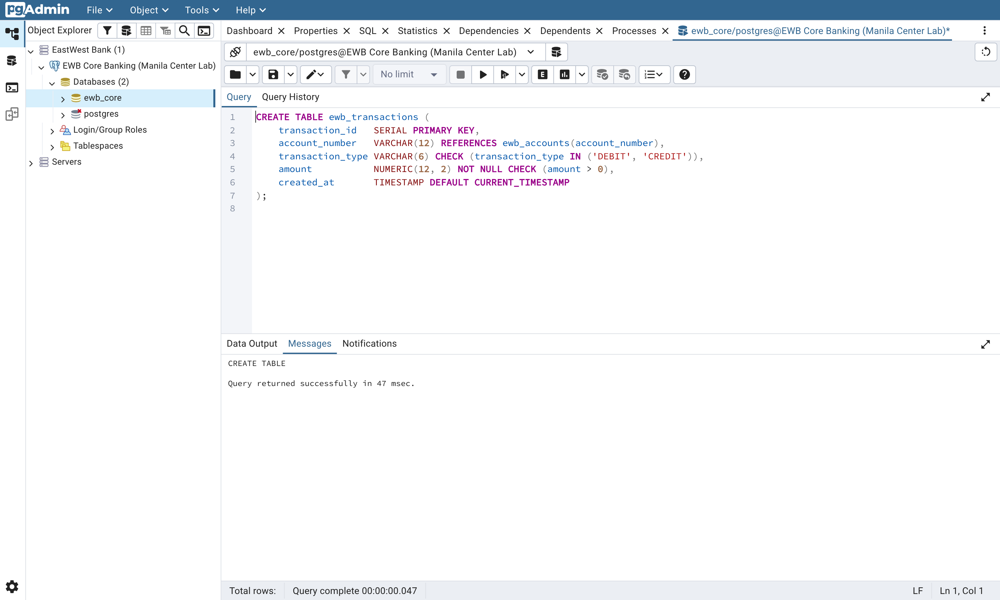 pgAdmin File Object Tools Help
Object Explorer
EastWest Bank (1)
EWB Core Banking (Manila Center Lab)
Databases (2)
ewb_core
postgres
Login/Group Roles
Tablespaces
Servers
Dashboard Properties SQL Statistics Dependencies Dependents Processes ewb_core/postgres@EWB Core Banking (Manila Center Lab)*
ewb_core/postgres@EWB Core Banking (Manila Center Lab)
No limit E
Query Query History
1 CREATE TABLE ewb_transactions (
2     transaction_id   SERIAL PRIMARY KEY,
3     account_number   VARCHAR(12) REFERENCES ewb_accounts(account_number),
4     transaction_type VARCHAR(6) CHECK (transaction_type IN ('DEBIT', 'CREDIT')),
5     amount           NUMERIC(12, 2) NOT NULL CHECK (amount > 0),
6     created_at       TIMESTAMP DEFAULT CURRENT_TIMESTAMP
7 );
8
Data Output Messages Notifications
CREATE TABLE
Query returned successfully in 47 msec.
Total rows: Query complete 00:00:00.047 LF Ln 1, Col 1